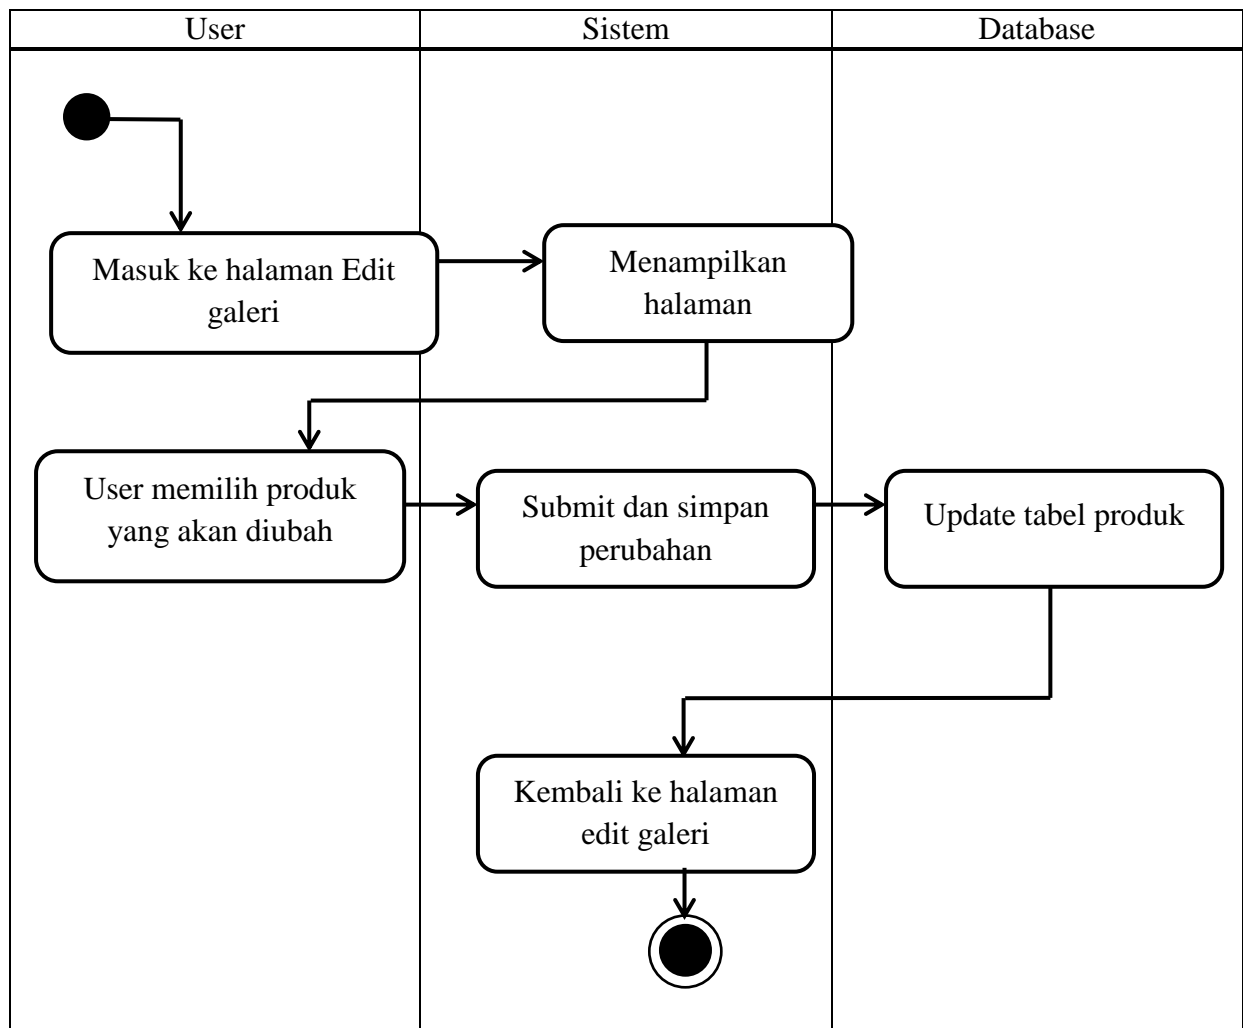 User
Sistem
Database
Masuk ke halaman Edit
galeri
Menampilkan
halaman
User memilih produk
yang akan diubah
Submit dan simpan
perubahan
Update tabel produk
Kembali ke halaman
edit galeri